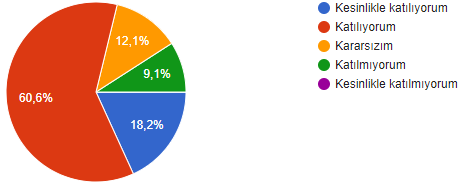 Kesinlikle katılıyorum
Katılıyorum
Kararsızım
Katılmıyorum
Kesinlikle katılmıyorum
12,1%
9,1%
60,6%
18,2%